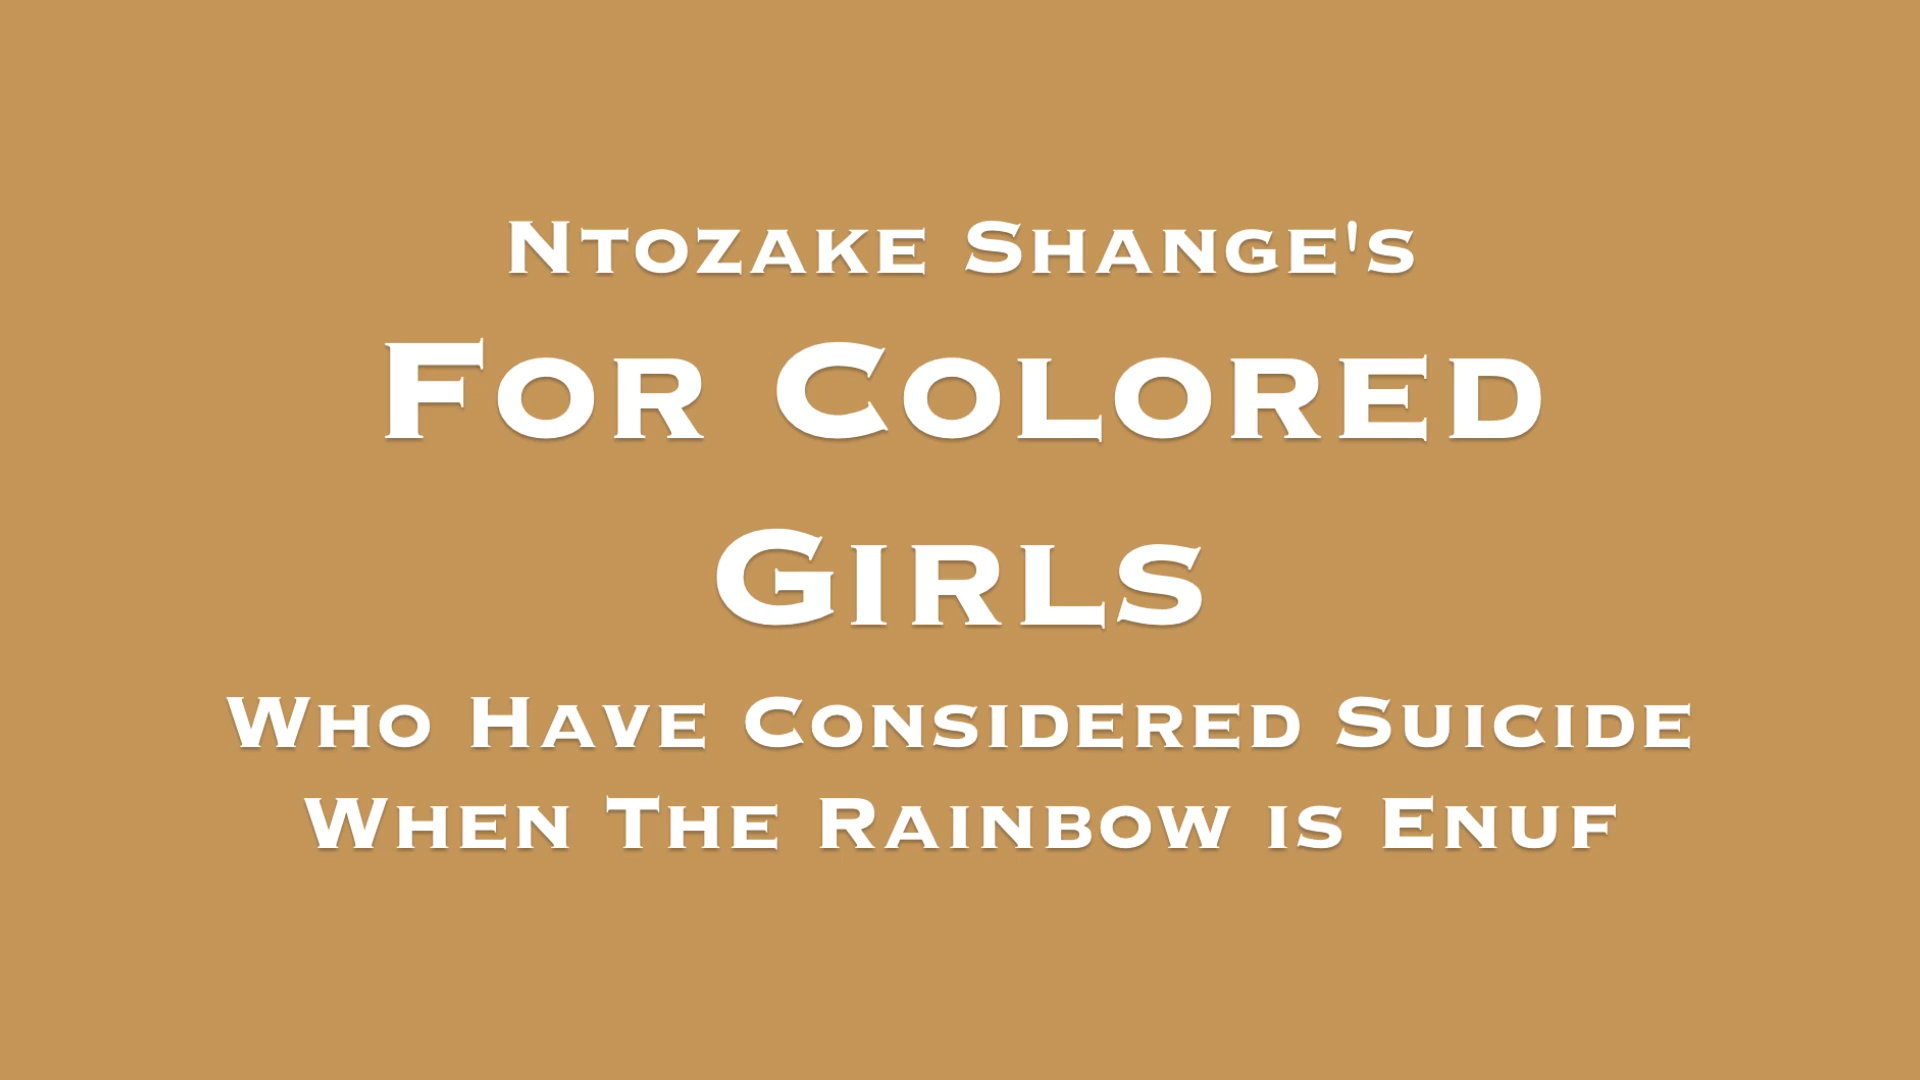 Ntozake Shange's
For Colored
Girls
Who Have Considered Suicide
When The Rainbow is Enuf